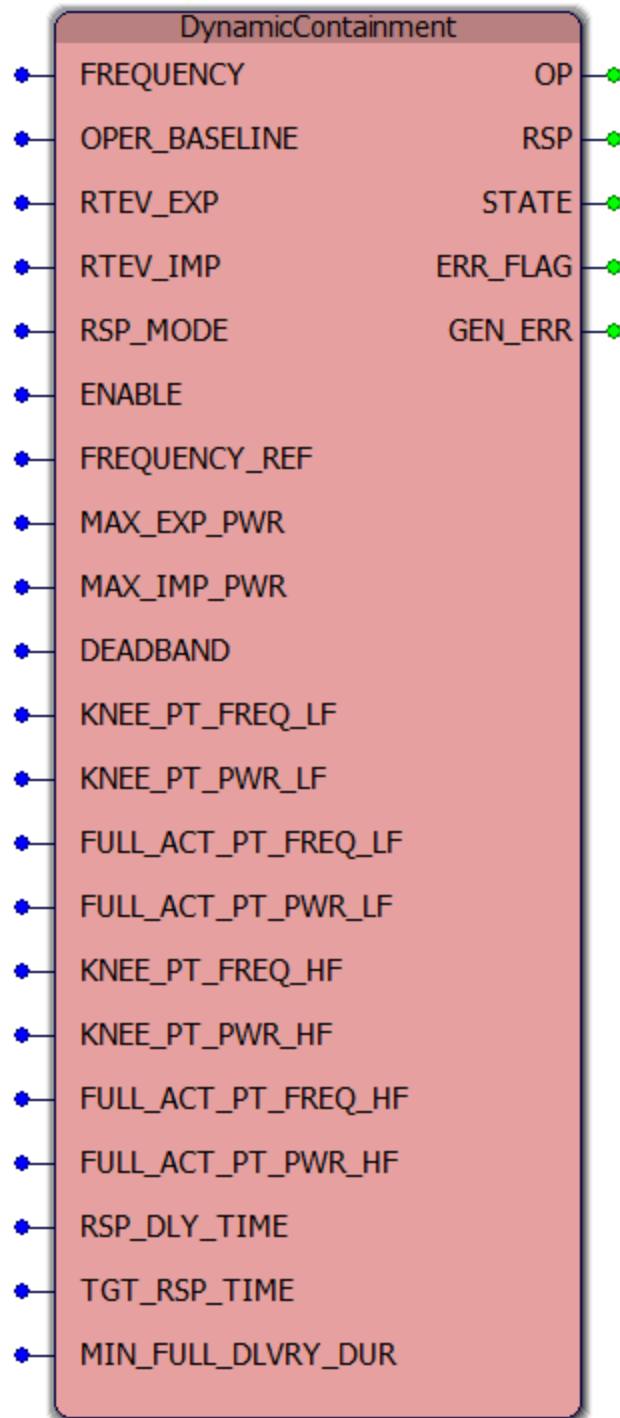 DynamicContainment
FREQUENCY OP
OPER_BASELINE RSP
RTEV_EXP STATE
RTEV_IMP ERR_FLAG
RSP_MODE GEN_ERR
ENABLE
FREQUENCY_REF
MAX_EXP_PWR
MAX_IMP_PWR
DEADBAND
KNEE_PT_FREQ_LF
KNEE_PT_PWR_LF
FULL_ACT_PT_FREQ_LF
FULL_ACT_PT_PWR_LF
KNEE_PT_FREQ_HF
KNEE_PT_PWR_HF
FULL_ACT_PT_FREQ_HF
FULL_ACT_PT_PWR_HF
RSP_DLY_TIME
TGT_RSP_TIME
MIN_FULL_DLVRY_DUR